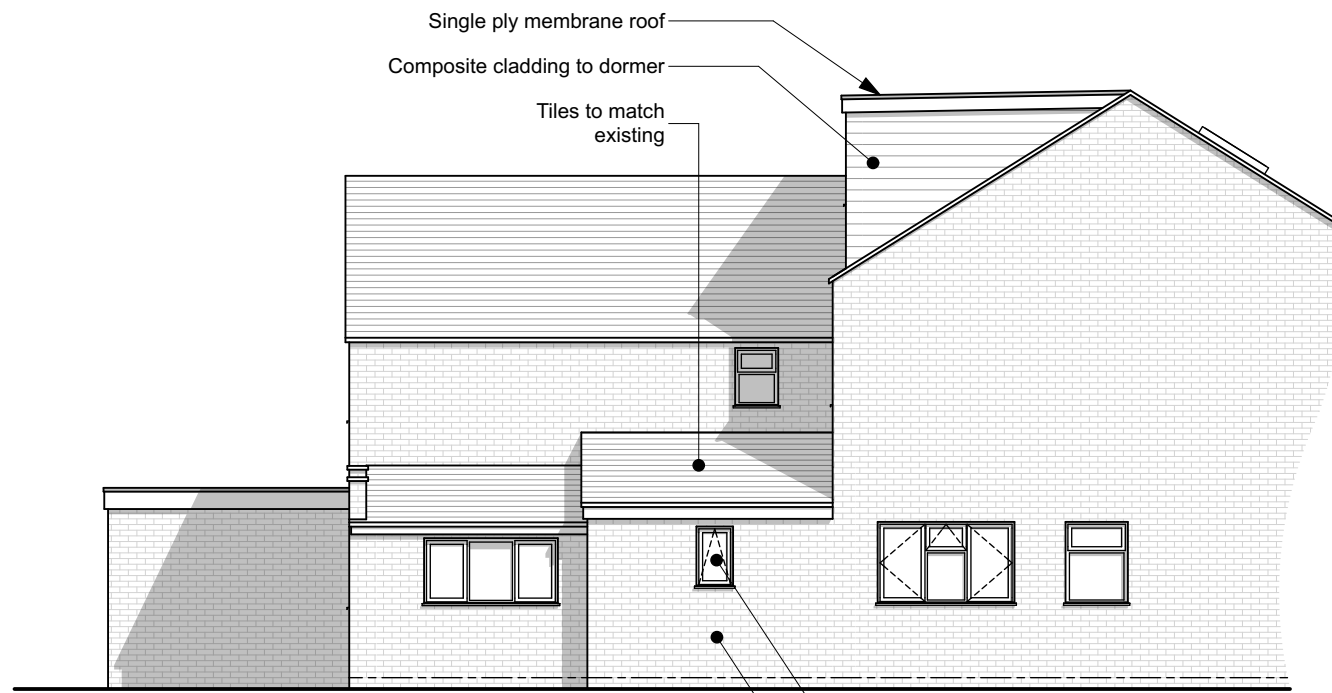 Single ply membrane roof
Composite cladding to dormer
Tiles to match
existing